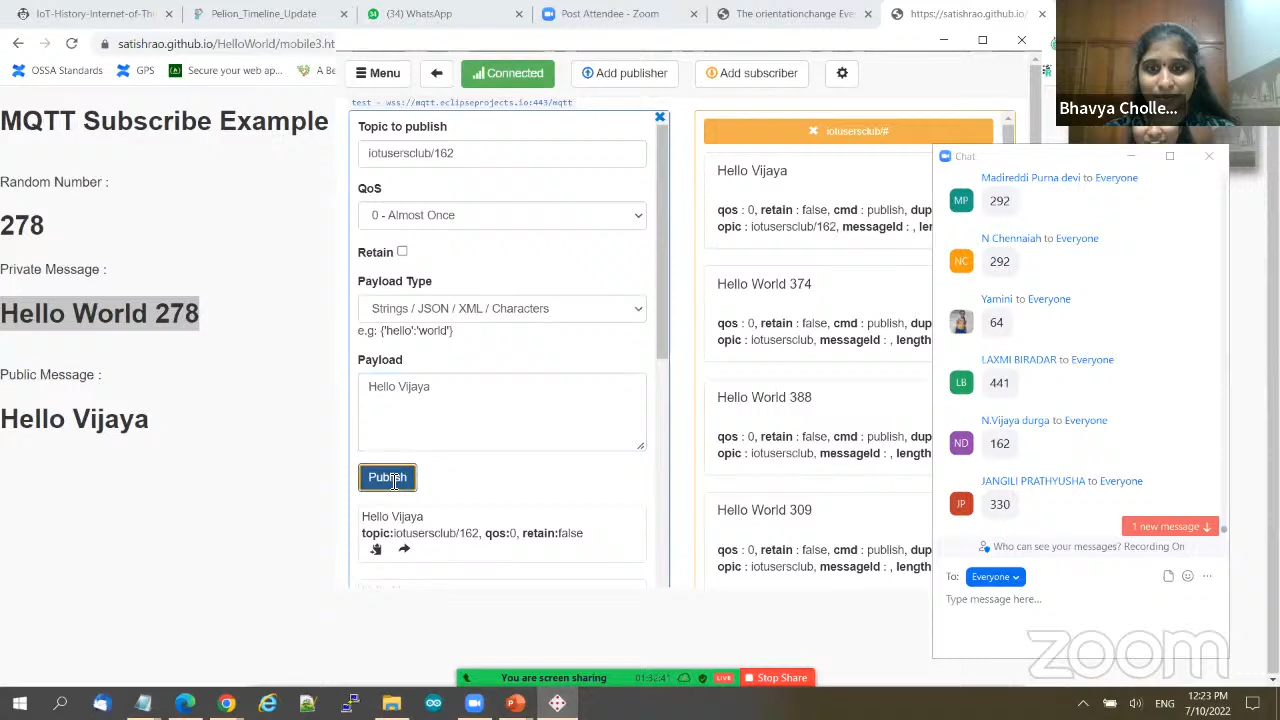 IoT-History-Internet-of-Th
Pelion_Timeline_Update
(34) WhatsApp
Post Attendee - Zoom
The orientationchange Eve
https://satishrao.github.io/
satishrao.github.io/HelloWorld/mobile3.ht
OSSA Standards
GPS
Secure your web ap...
A Be
Menu
Connected
Add publisher
Add subscriber
test - wss://mqtt.eclipseprojects.io:443/mqtt
MQTT Subscribe Example
Random Number :
278
Private Message :
Hello World 278
Public Message :
Hello Vijaya
Topic to publish
iotusersclub/162
QoS
0 - Almost Once
Retain
Payload Type
Strings / JSON / XML / Characters
e.g: {'hello':'world'}
Payload
Hello Vijaya
Publish
Hello Vijaya
topic:iotusersclub/162, qos:0, retain:false
iotusersclub/#
Hello Vijaya
qos : 0, retain : false, cmd : publish, dup
opic : iotusersclub/162, messageId : , leng
Hello World 374
qos : 0, retain : false, cmd : publish, dup
opic : iotusersclub, messageId : , length
Hello World 388
qos : 0, retain : false, cmd : publish, dup
opic : iotusersclub, messageId : , length
Hello World 309
qos : 0, retain : false, cmd : publish, dup
opic : iotusersclub, messageId : , length
Bhavya Cholle...
Chat
Madireddi Purna devi to Everyone
MP
292
N Chennaiah to Everyone
NC
292
Yamini to Everyone
64
LAXMI BIRADAR to Everyone
LB
441
N.Vijaya durga to Everyone
ND
162
JANGILI PRATHYUSHA to Everyone
JP
330
1 new message
Who can see your messages? Recording On
To: Everyone
Type message here...
zoom
You are screen sharing
01:32:41
LIVE
Stop Share
ENG
12:23 PM
7/10/2022